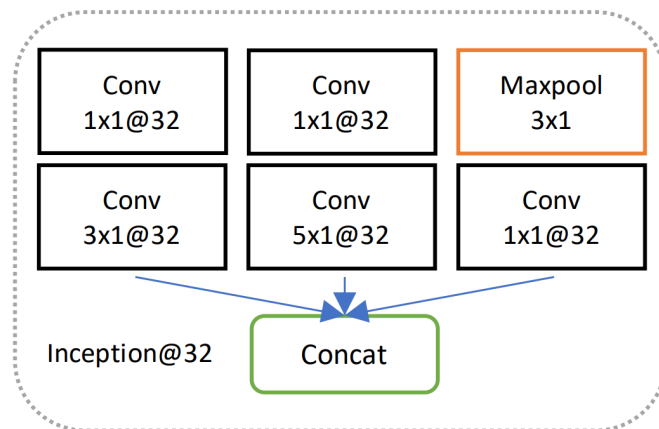 Conv
1x1@32
Conv
1x1@32
Maxpool
3x1
Conv
3x1@32
Conv
5x1@32
Conv
1x1@32
Inception@32
Concat